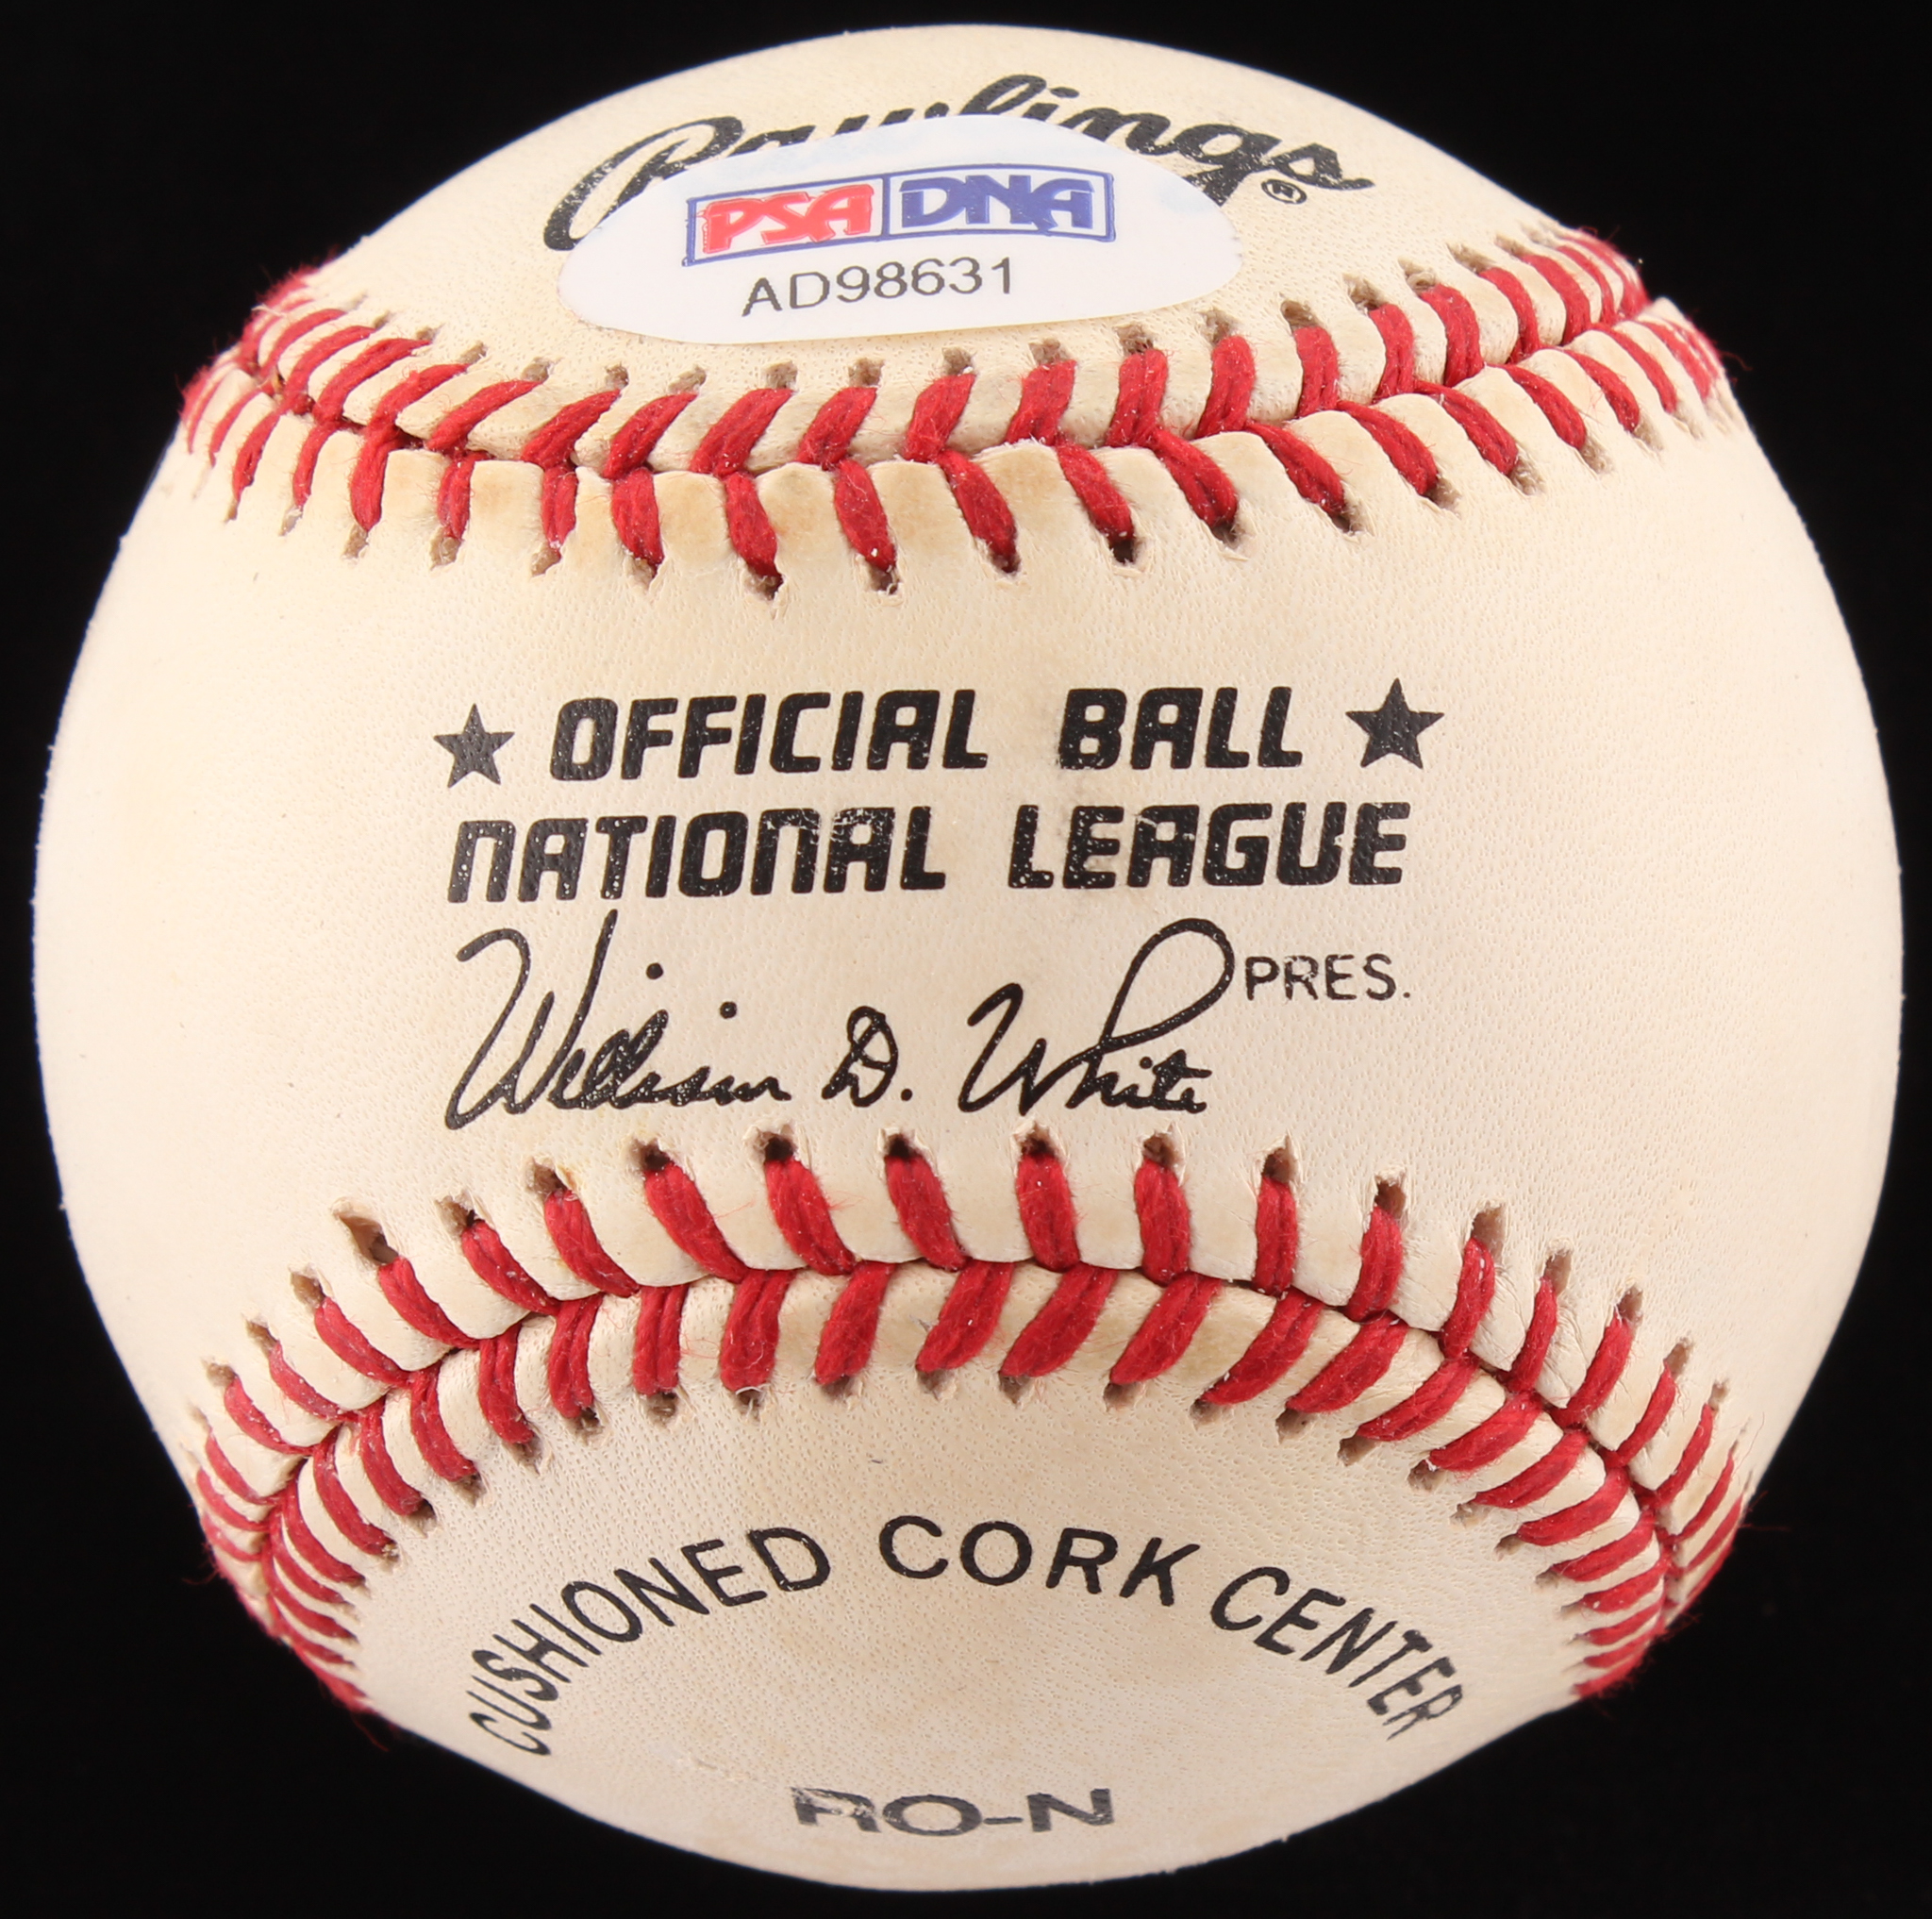 Rawlings®
PSA DNA
AD98631
★ OFFICIAL BALL ★
NATIONAL LEAGUE
William D. White PRES.
CUSHIONED CORK CENTER
RO-N